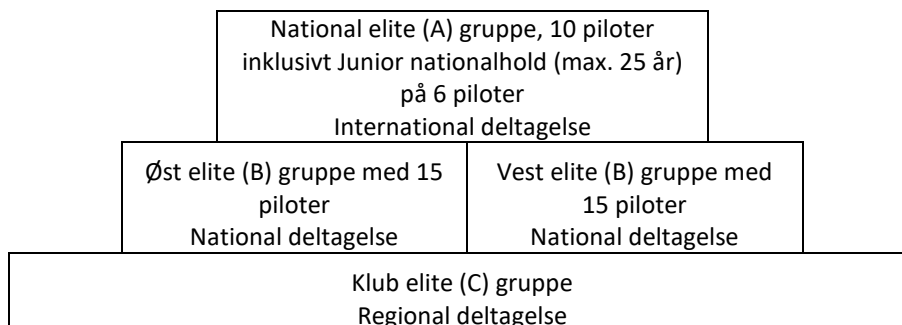 National elite (A) gruppe, 10 piloter
inklusivt Junior nationalhold (max. 25 år)
på 6 piloter
International deltagelse
Øst elite (B) gruppe med 15
piloter
National deltagelse
Vest elite (B) gruppe med
15 piloter
National deltagelse
Klub elite (C) gruppe
Regional deltagelse